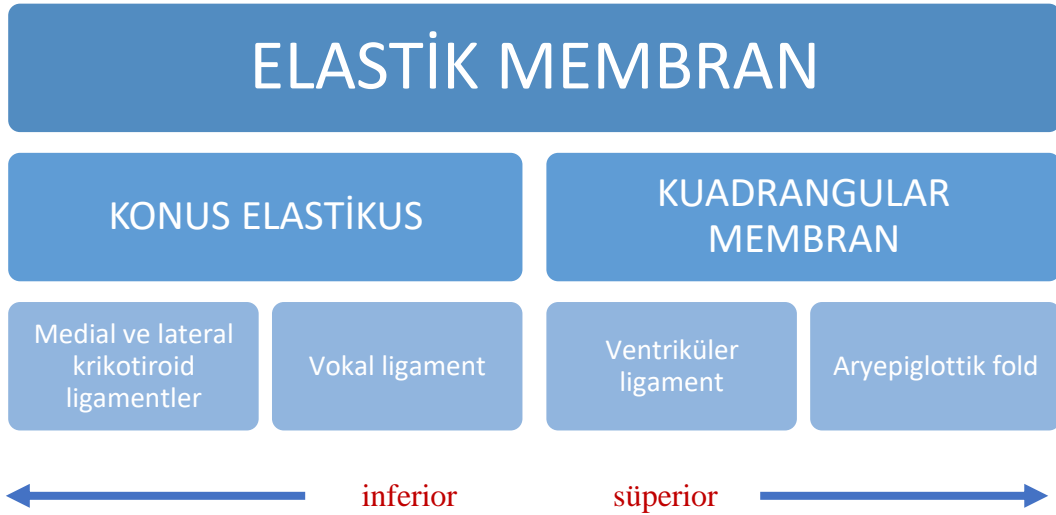 ELASTİK MEMBRAN
KONUS ELASTİKUS
KUADRANGULAR
MEMBRAN
Medial ve lateral
krikotiroid
ligamentler
Vokal ligament
Ventriküler
ligament
Aryepiglottik fold
inferior
süperior